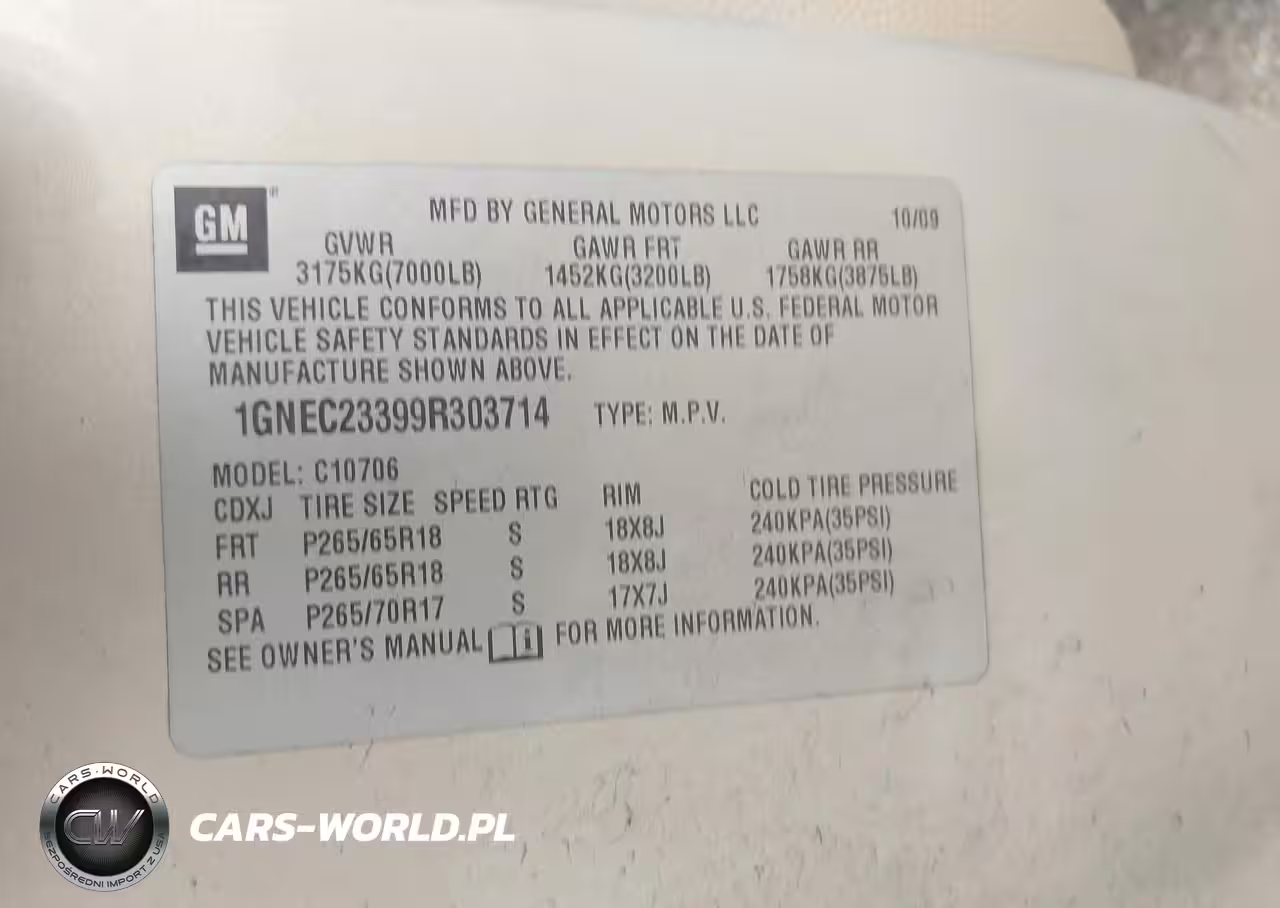 GM
®
MFD BY GENERAL MOTORS LLC 10/09
GVWR GAWR FRT GAWR RR
3175KG(7000LB) 1452KG(3200LB) 1758KG(3875LB)
THIS VEHICLE CONFORMS TO ALL APPLICABLE U.S. FEDERAL MOTOR
VEHICLE SAFETY STANDARDS IN EFFECT ON THE DATE OF
MANUFACTURE SHOWN ABOVE.
1GNEC23399R303714 TYPE: M.P.V.
MODEL: C10706
CDXJ TIRE SIZE SPEED RTG RIM COLD TIRE PRESSURE
FRT P265/65R18 S 18X8J 240KPA(35PSI)
RR P265/65R18 S 18X8J 240KPA(35PSI)
SPA P265/70R17 S 17X7J 240KPA(35PSI)
SEE OWNER'S MANUAL FOR MORE INFORMATION.
CARS-WORLD
CW
BEZPOŚREDNI IMPORT Z USA
CARS-WORLD.PL